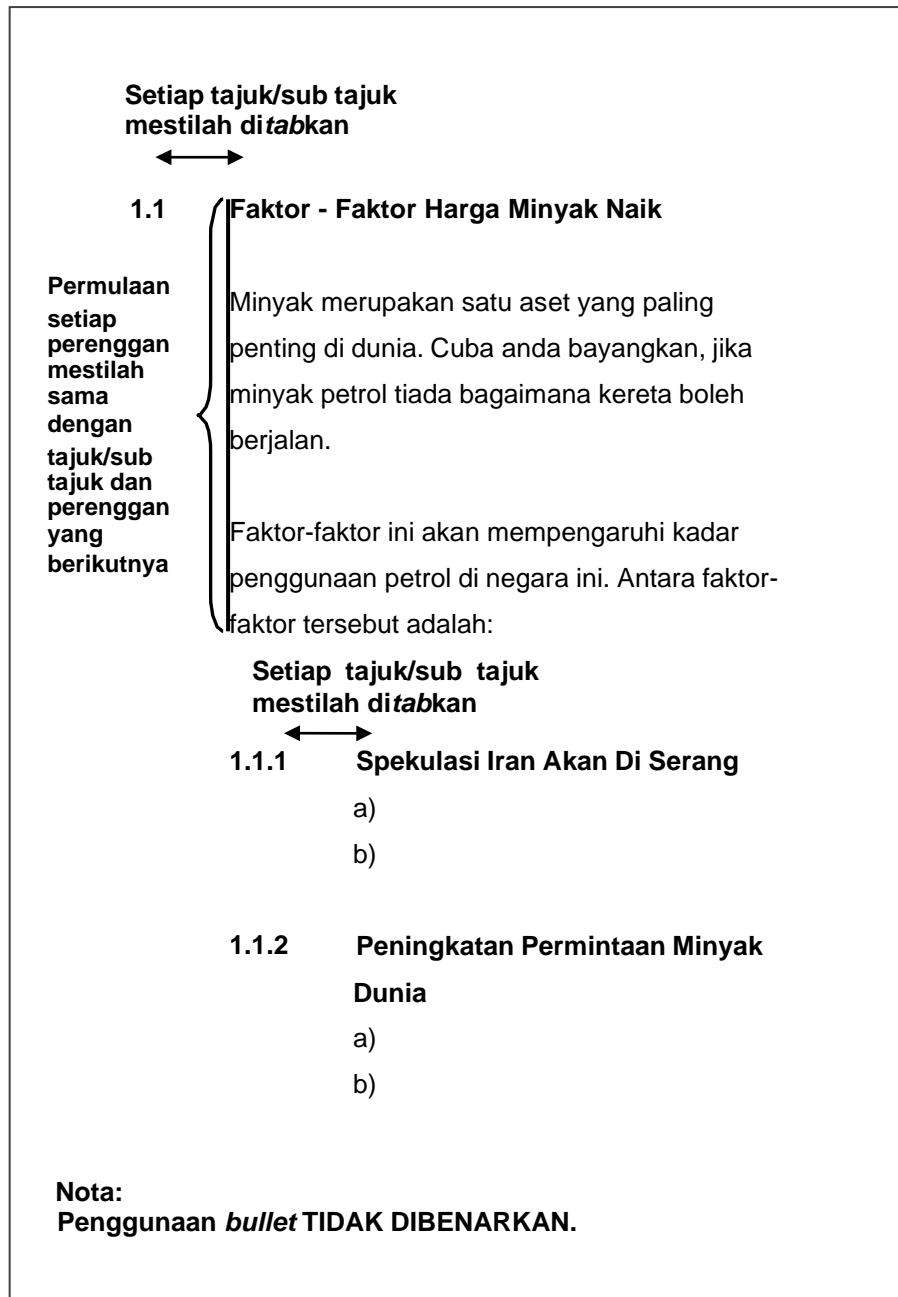 Setiap tajuk/sub tajuk
mestilah ditabkan
1.1 Faktor - Faktor Harga Minyak Naik
Permulaan
setiap
perenggan
mestilah
sama
dengan
tajuk/sub
tajuk dan
perenggan
yang
berikutnya
Minyak merupakan satu aset yang paling
penting di dunia. Cuba anda bayangkan, jika
minyak petrol tiada bagaimana kereta boleh
berjalan.
Faktor-faktor ini akan mempengaruhi kadar
penggunaan petrol di negara ini. Antara faktor-
faktor tersebut adalah:
Setiap tajuk/sub tajuk
mestilah ditabkan
1.1.1 Spekulasi Iran Akan Di Serang
a)
b)
1.1.2 Peningkatan Permintaan Minyak
Dunia
a)
b)
Nota:
Penggunaan bullet TIDAK DIBENARKAN.